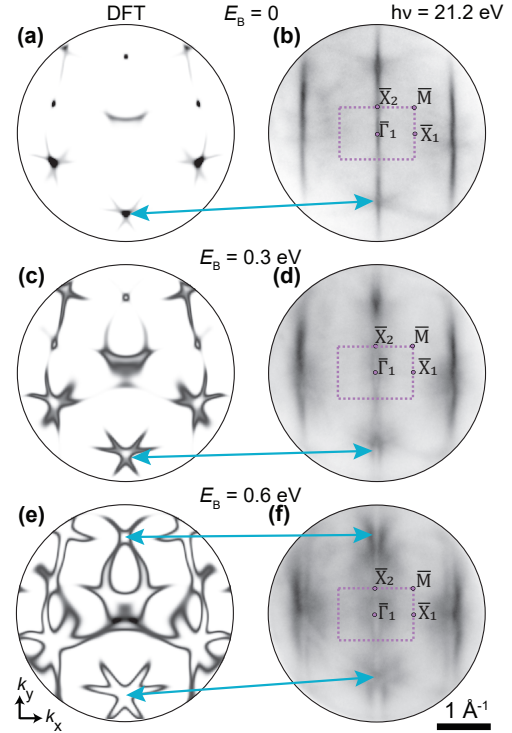 DFT E_B = 0 hν = 21.2 eV
(a) (b)
X̅₂ M̅
Γ̅₁ X̅₁
E_B = 0.3 eV
(c) (d)
X̅₂ M̅
Γ̅₁ X̅₁
E_B = 0.6 eV
(e) (f)
X̅₂ M̅
Γ̅₁ X̅₁
k_y
k_x
1 Å⁻¹